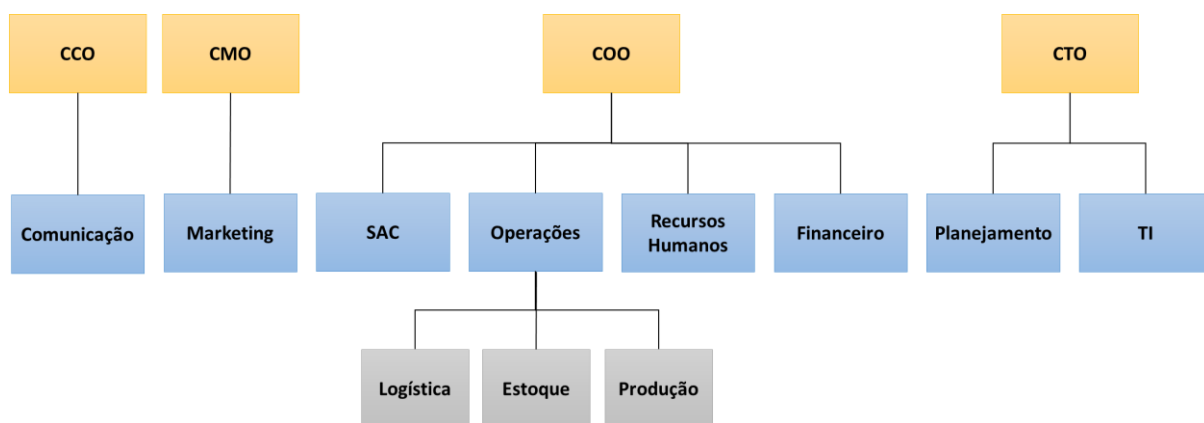 CCO
CMO
COO
CTO
Comunicação
Marketing
SAC
Operações
Recursos
Humanos
Financeiro
Planejamento
TI
Logística
Estoque
Produção